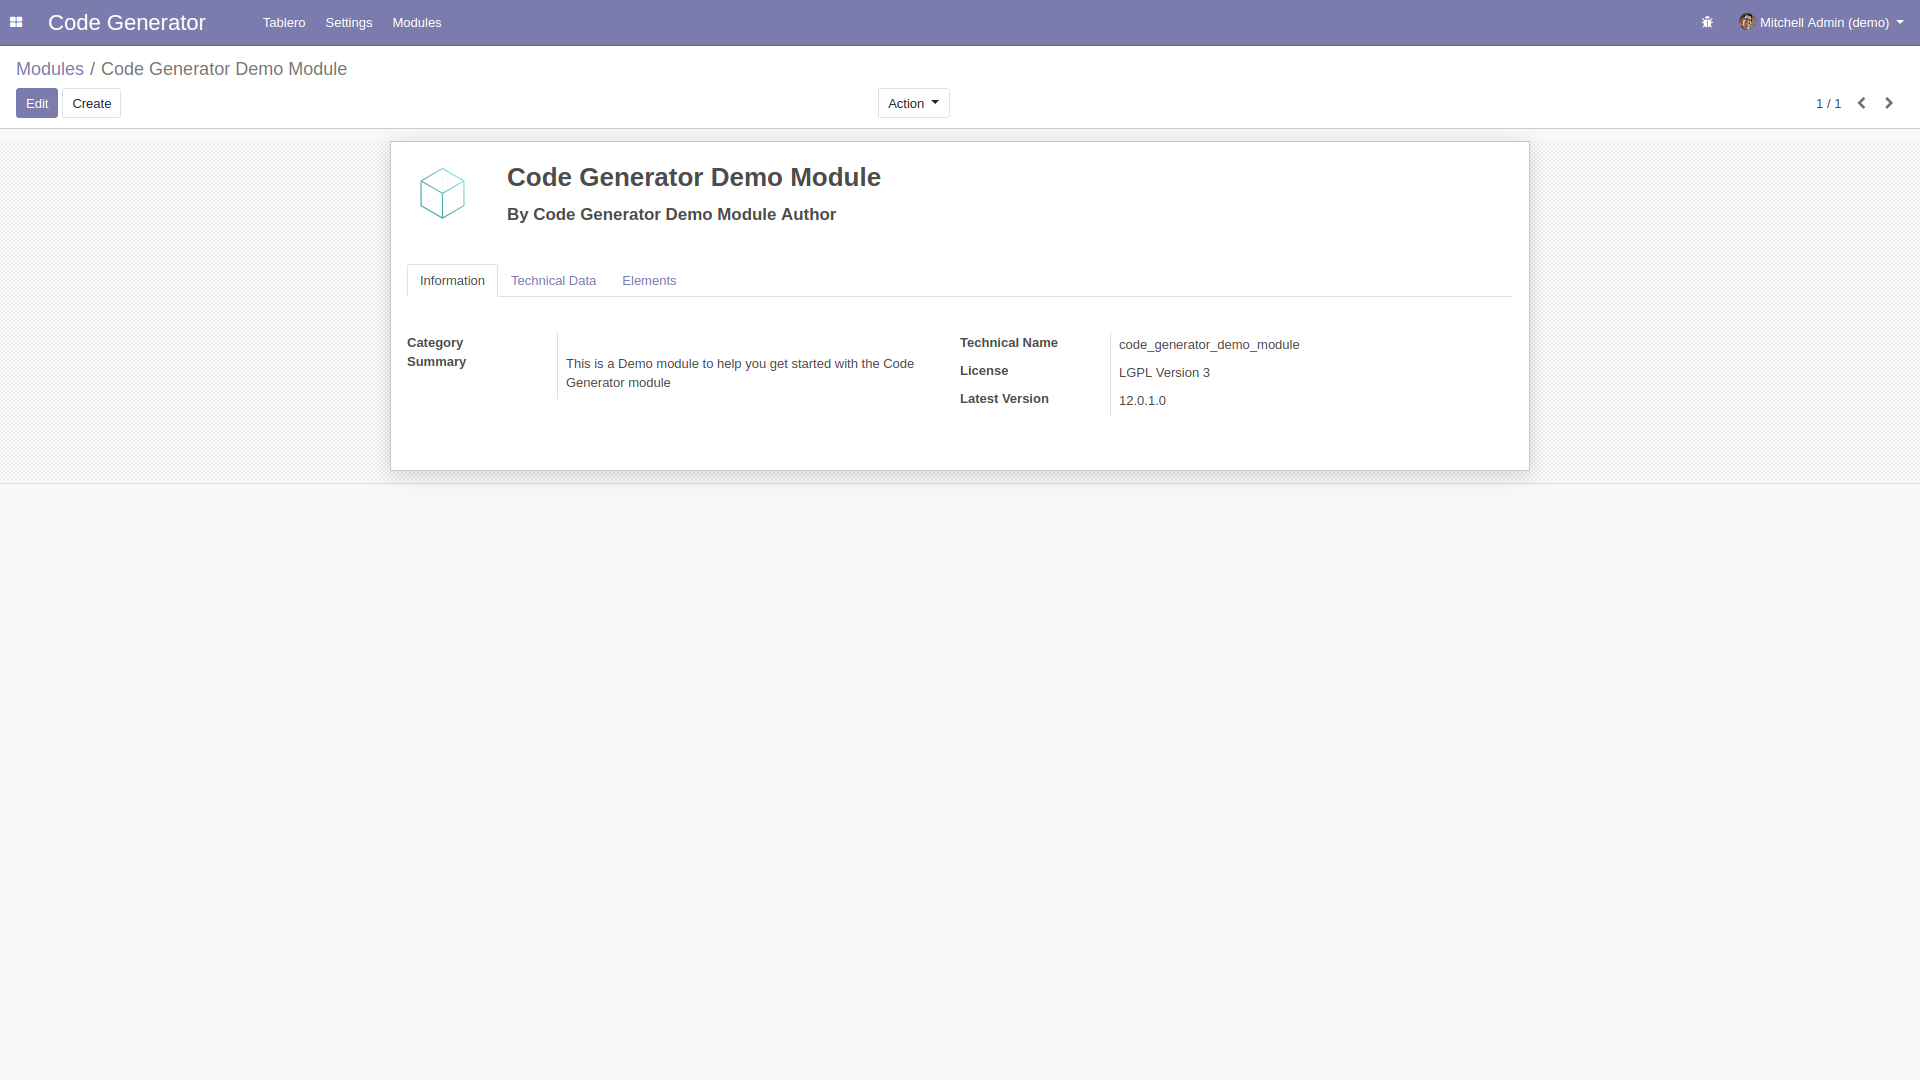 Code Generator Tablero Settings Modules Mitchell Admin (demo)
Modules / Code Generator Demo Module
Edit Create Action 1 / 1
Code Generator Demo Module
By Code Generator Demo Module Author
Information Technical Data Elements
Category
Summary This is a Demo module to help you get started with the Code
Generator module
Technical Name code_generator_demo_module
License LGPL Version 3
Latest Version 12.0.1.0